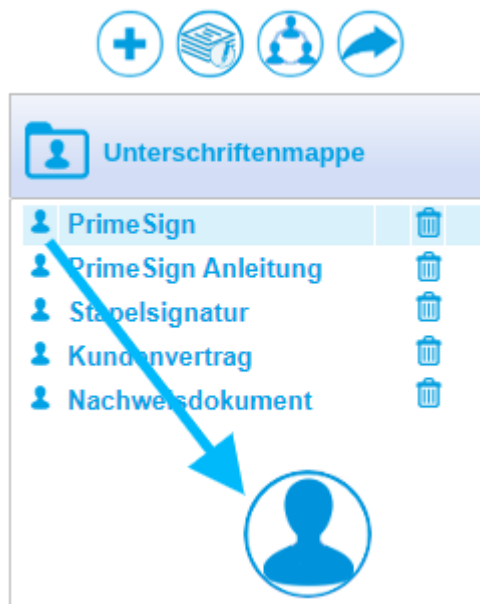 Unterschriftenmappe
PrimeSign
PrimeSign Anleitung
Stapelsignatur
Kundenvertrag
Nachweisdokument